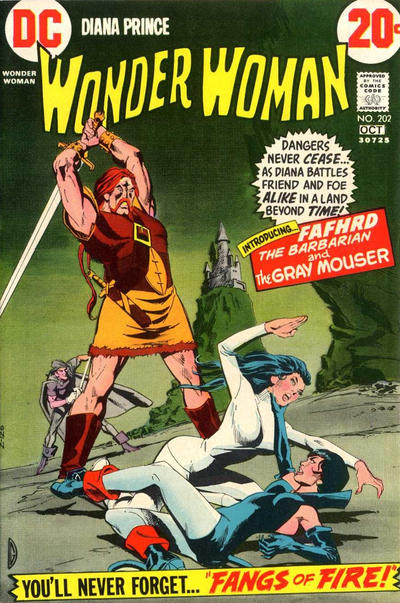 DC
DIANA PRINCE
20¢
WONDER
WOMAN
WONDER WOMAN
APPROVED
BY THE
COMICS
CODE
AUTHORITY
NO. 202
OCT
30725
DANGERS
NEVER CEASE...
AS DIANA BATTLES
FRIEND AND FOE
ALIKE IN A LAND
BEYOND TIME!
INTRODUCING... FAFHRD
THE BARBARIAN
and
The GRAY MOUSER
YOU'LL NEVER FORGET... "FANGS OF FIRE!"